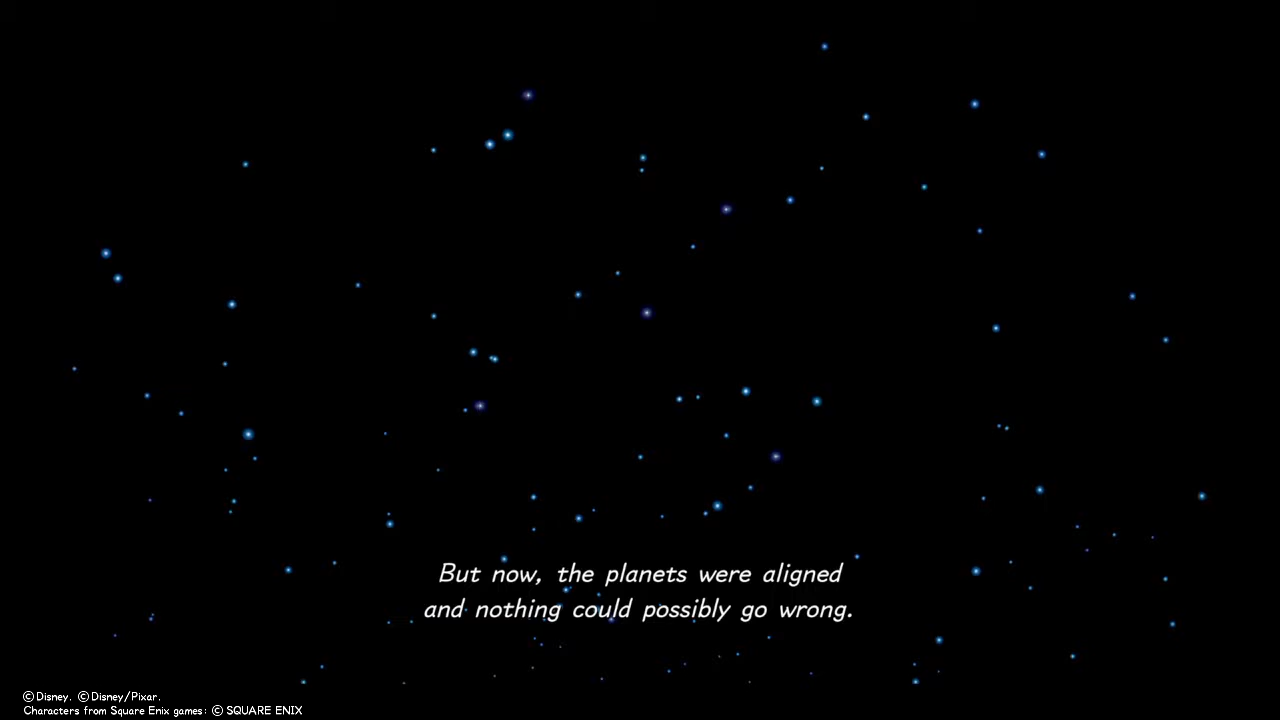 But now, the planets were aligned
and nothing could possibly go wrong.
©Disney. ©Disney/Pixar.
Characters from Square Enix games: © SQUARE ENIX